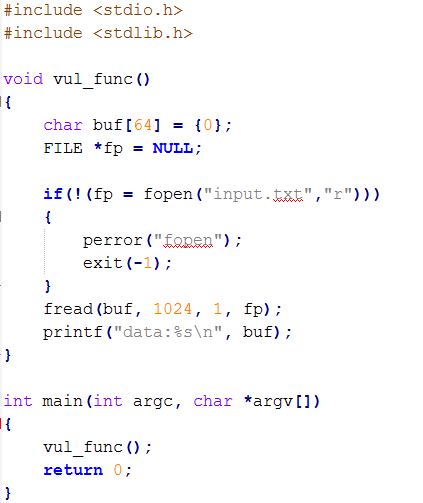 #include <stdio.h>
#include <stdlib.h>
void vul_func()
{
char buf[64] = {0};
FILE *fp = NULL;
if(!(fp = fopen("input.txt","r")))
{
perror("fopen");
exit(-1);
}
fread(buf, 1024, 1, fp);
printf("data:%s\n", buf);
}
int main(int argc, char *argv[])
{
vul_func();
return 0;
}